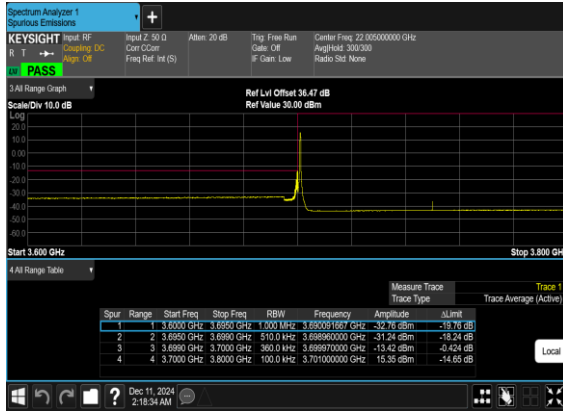 Spectrum Analyzer 1
Spurious Emissions
+
KEYSIGHT Input: RF Input Z: 50 Ω Atten: 20 dB Trig: Free Run Center Freq: 22.005000000 GHz
R T Coupling: DC Corr CCorr Gate: Off Avg|Hold: 300/300
Align: Off Freq Ref: Int (S) IF Gain: Low Radio Std: None
PASS
3 All Range Graph Ref Lvl Offset 36.47 dB
Scale/Div 10.0 dB Ref Value 30.00 dBm
Log
20.0
10.0
0.00
-10.0
-20.0
-30.0
-40.0
-50.0
-60.0
Start 3.600 GHz Stop 3.800 GH
4 All Range Table
Measure Trace Trace 1
Trace Type Trace Average (Active)
Spur Range Start Freq Stop Freq RBW Frequency Amplitude ΔLimit
1 1 3.6000 GHz 3.6950 GHz 1.000 MHz 3.690091667 GHz -32.76 dBm -19.76 dB
2 2 3.6950 GHz 3.6990 GHz 510.0 kHz 3.698960000 GHz -31.24 dBm -18.24 dB
3 3 3.6990 GHz 3.7000 GHz 360.0 kHz 3.699970000 GHz -13.42 dBm -0.424 dB
4 4 3.7000 GHz 3.8000 GHz 100.0 kHz 3.701000000 GHz 15.35 dBm -14.65 dB
Local
? Dec 11, 2024
2:18:34 AM